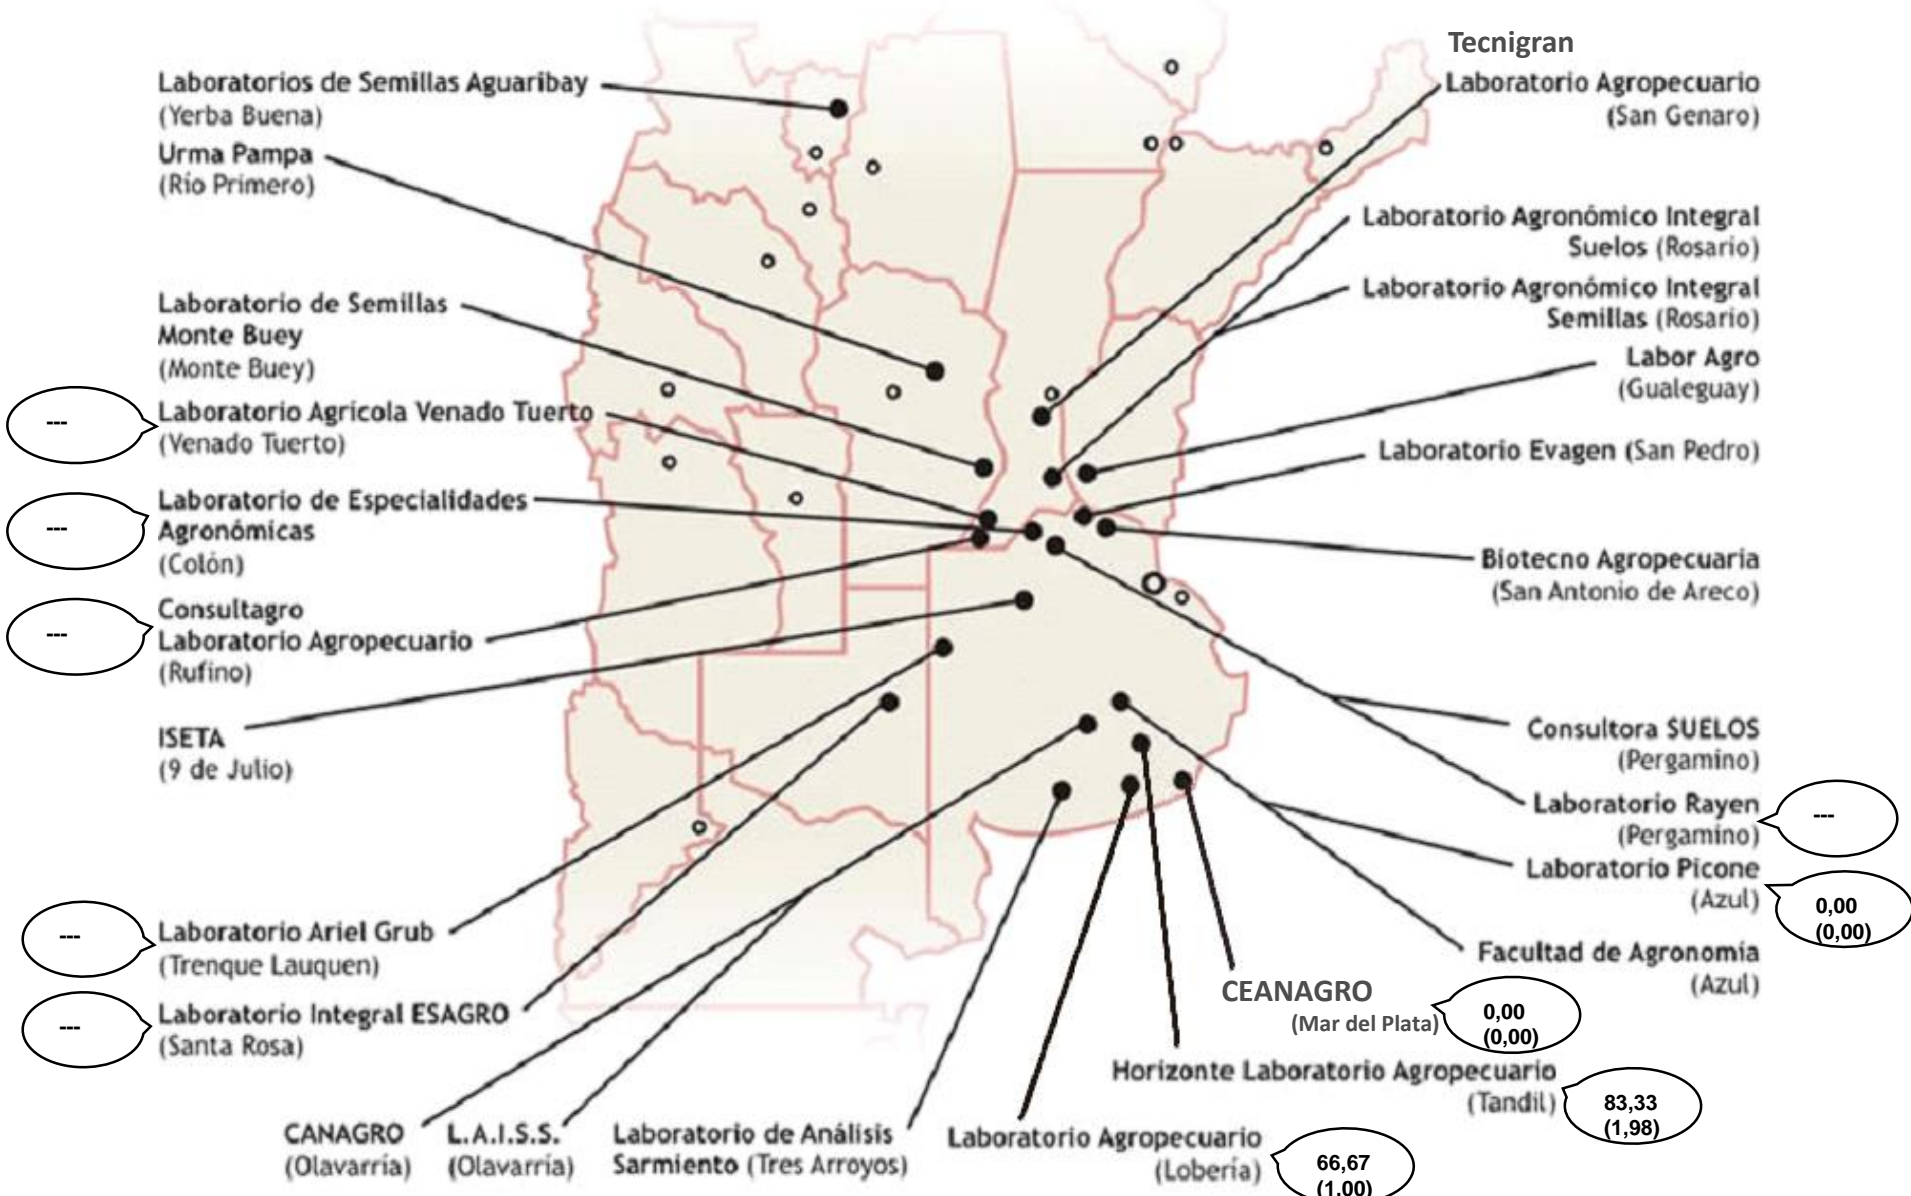 Laboratorios de Semillas Aguaribay
(Yerba Buena)
Urma Pampa
(Río Primero)
Laboratorio de Semillas
Monte Buey
(Monte Buey)
---
Laboratorio Agrícola Venado Tuerto
(Venado Tuerto)
---
Laboratorio de Especialidades
Agronómicas
(Colón)
---
Consultagro
Laboratorio Agropecuario
(Rufino)
ISETA
(9 de Julio)
---
Laboratorio Ariel Grub
(Trenque Lauquen)
---
Laboratorio Integral ESAGRO
(Santa Rosa)
CANAGRO
(Olavarría)
L.A.I.S.S.
(Olavarría)
Laboratorio de Análisis
Sarmiento (Tres Arroyos)
Laboratorio Agropecuario
(Lobería)
66,67
(1,00)
Horizonte Laboratorio Agropecuario
(Tandil)
83,33
(1,98)
CEANAGRO
(Mar del Plata)
0,00
(0,00)
Tecnigran
Laboratorio Agropecuario
(San Genaro)
Laboratorio Agronómico Integral
Suelos (Rosario)
Laboratorio Agronómico Integral
Semillas (Rosario)
Labor Agro
(Gualeguay)
Laboratorio Evagen (San Pedro)
Biotecno Agropecuaria
(San Antonio de Areco)
Consultora SUELOS
(Pergamino)
Laboratorio Rayen
(Pergamino)
---
Laboratorio Picone
(Azul)
0,00
(0,00)
Facultad de Agronomía
(Azul)